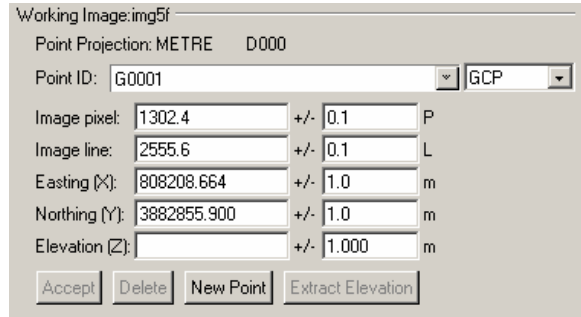 Working Image:img5f
Point Projection: METRE D000
Point ID: G0001 GCP
Image pixel: 1302.4 +/- 0.1 P
Image line: 2555.6 +/- 0.1 L
Easting (X): 808208.664 +/- 1.0 m
Northing (Y): 3882855.900 +/- 1.0 m
Elevation (Z): +/- 1.000 m
Accept Delete New Point Extract Elevation